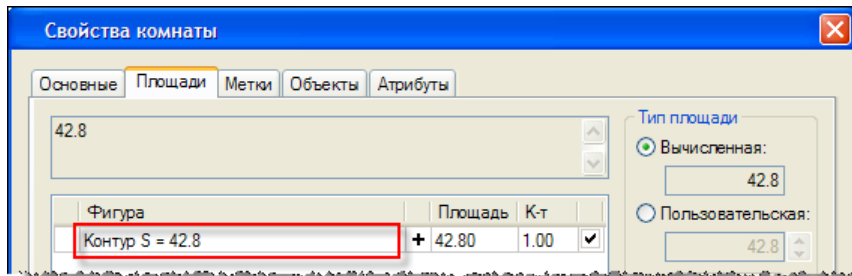 Свойства комнаты
Основные Площади Метки Объекты Атрибуты
42.8
Тип площади
Вычисленная:
42.8
Фигура Площадь К-т
Контур S = 42.8 + 42.80 1.00
Пользовательская:
42.8